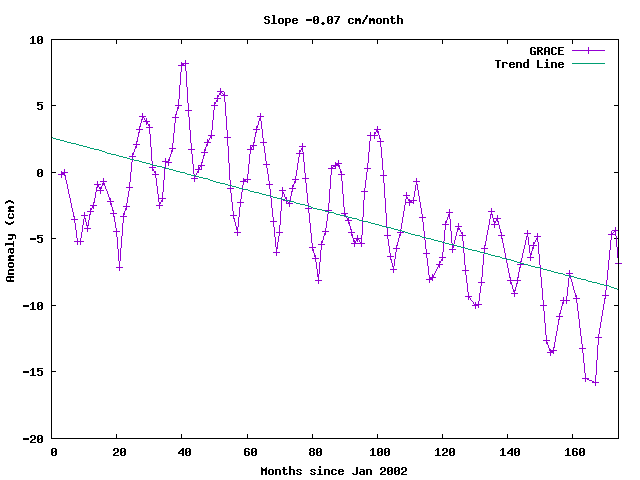 Slope -0.07 cm/month
GRACE
Trend Line
10
5
0
-5
-10
-15
-20
Anomaly (cm)
0 20 40 60 80 100 120 140 160
Months since Jan 2002